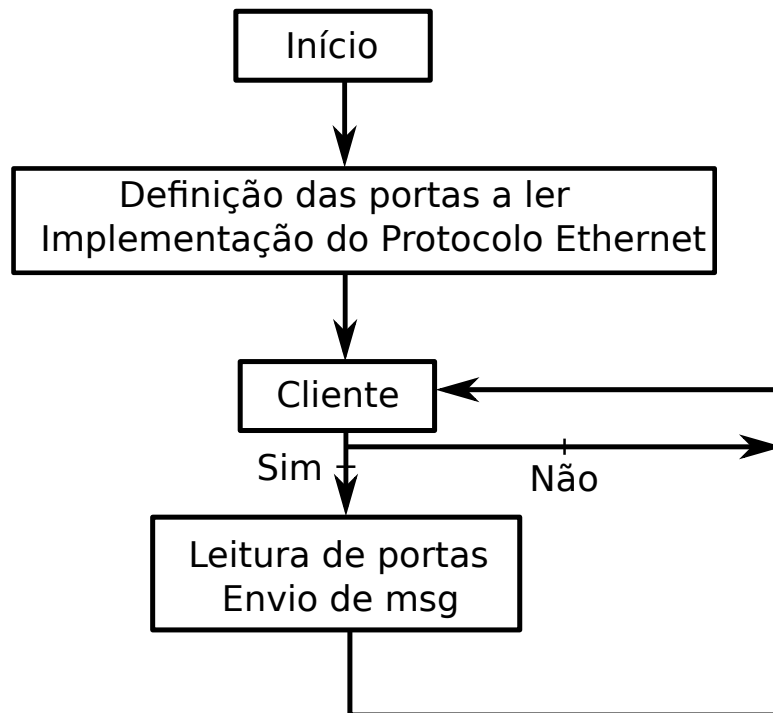 Início
Definição das portas a ler
Implementação do Protocolo Ethernet
Cliente
Sim
Não
Leitura de portas
Envio de msg